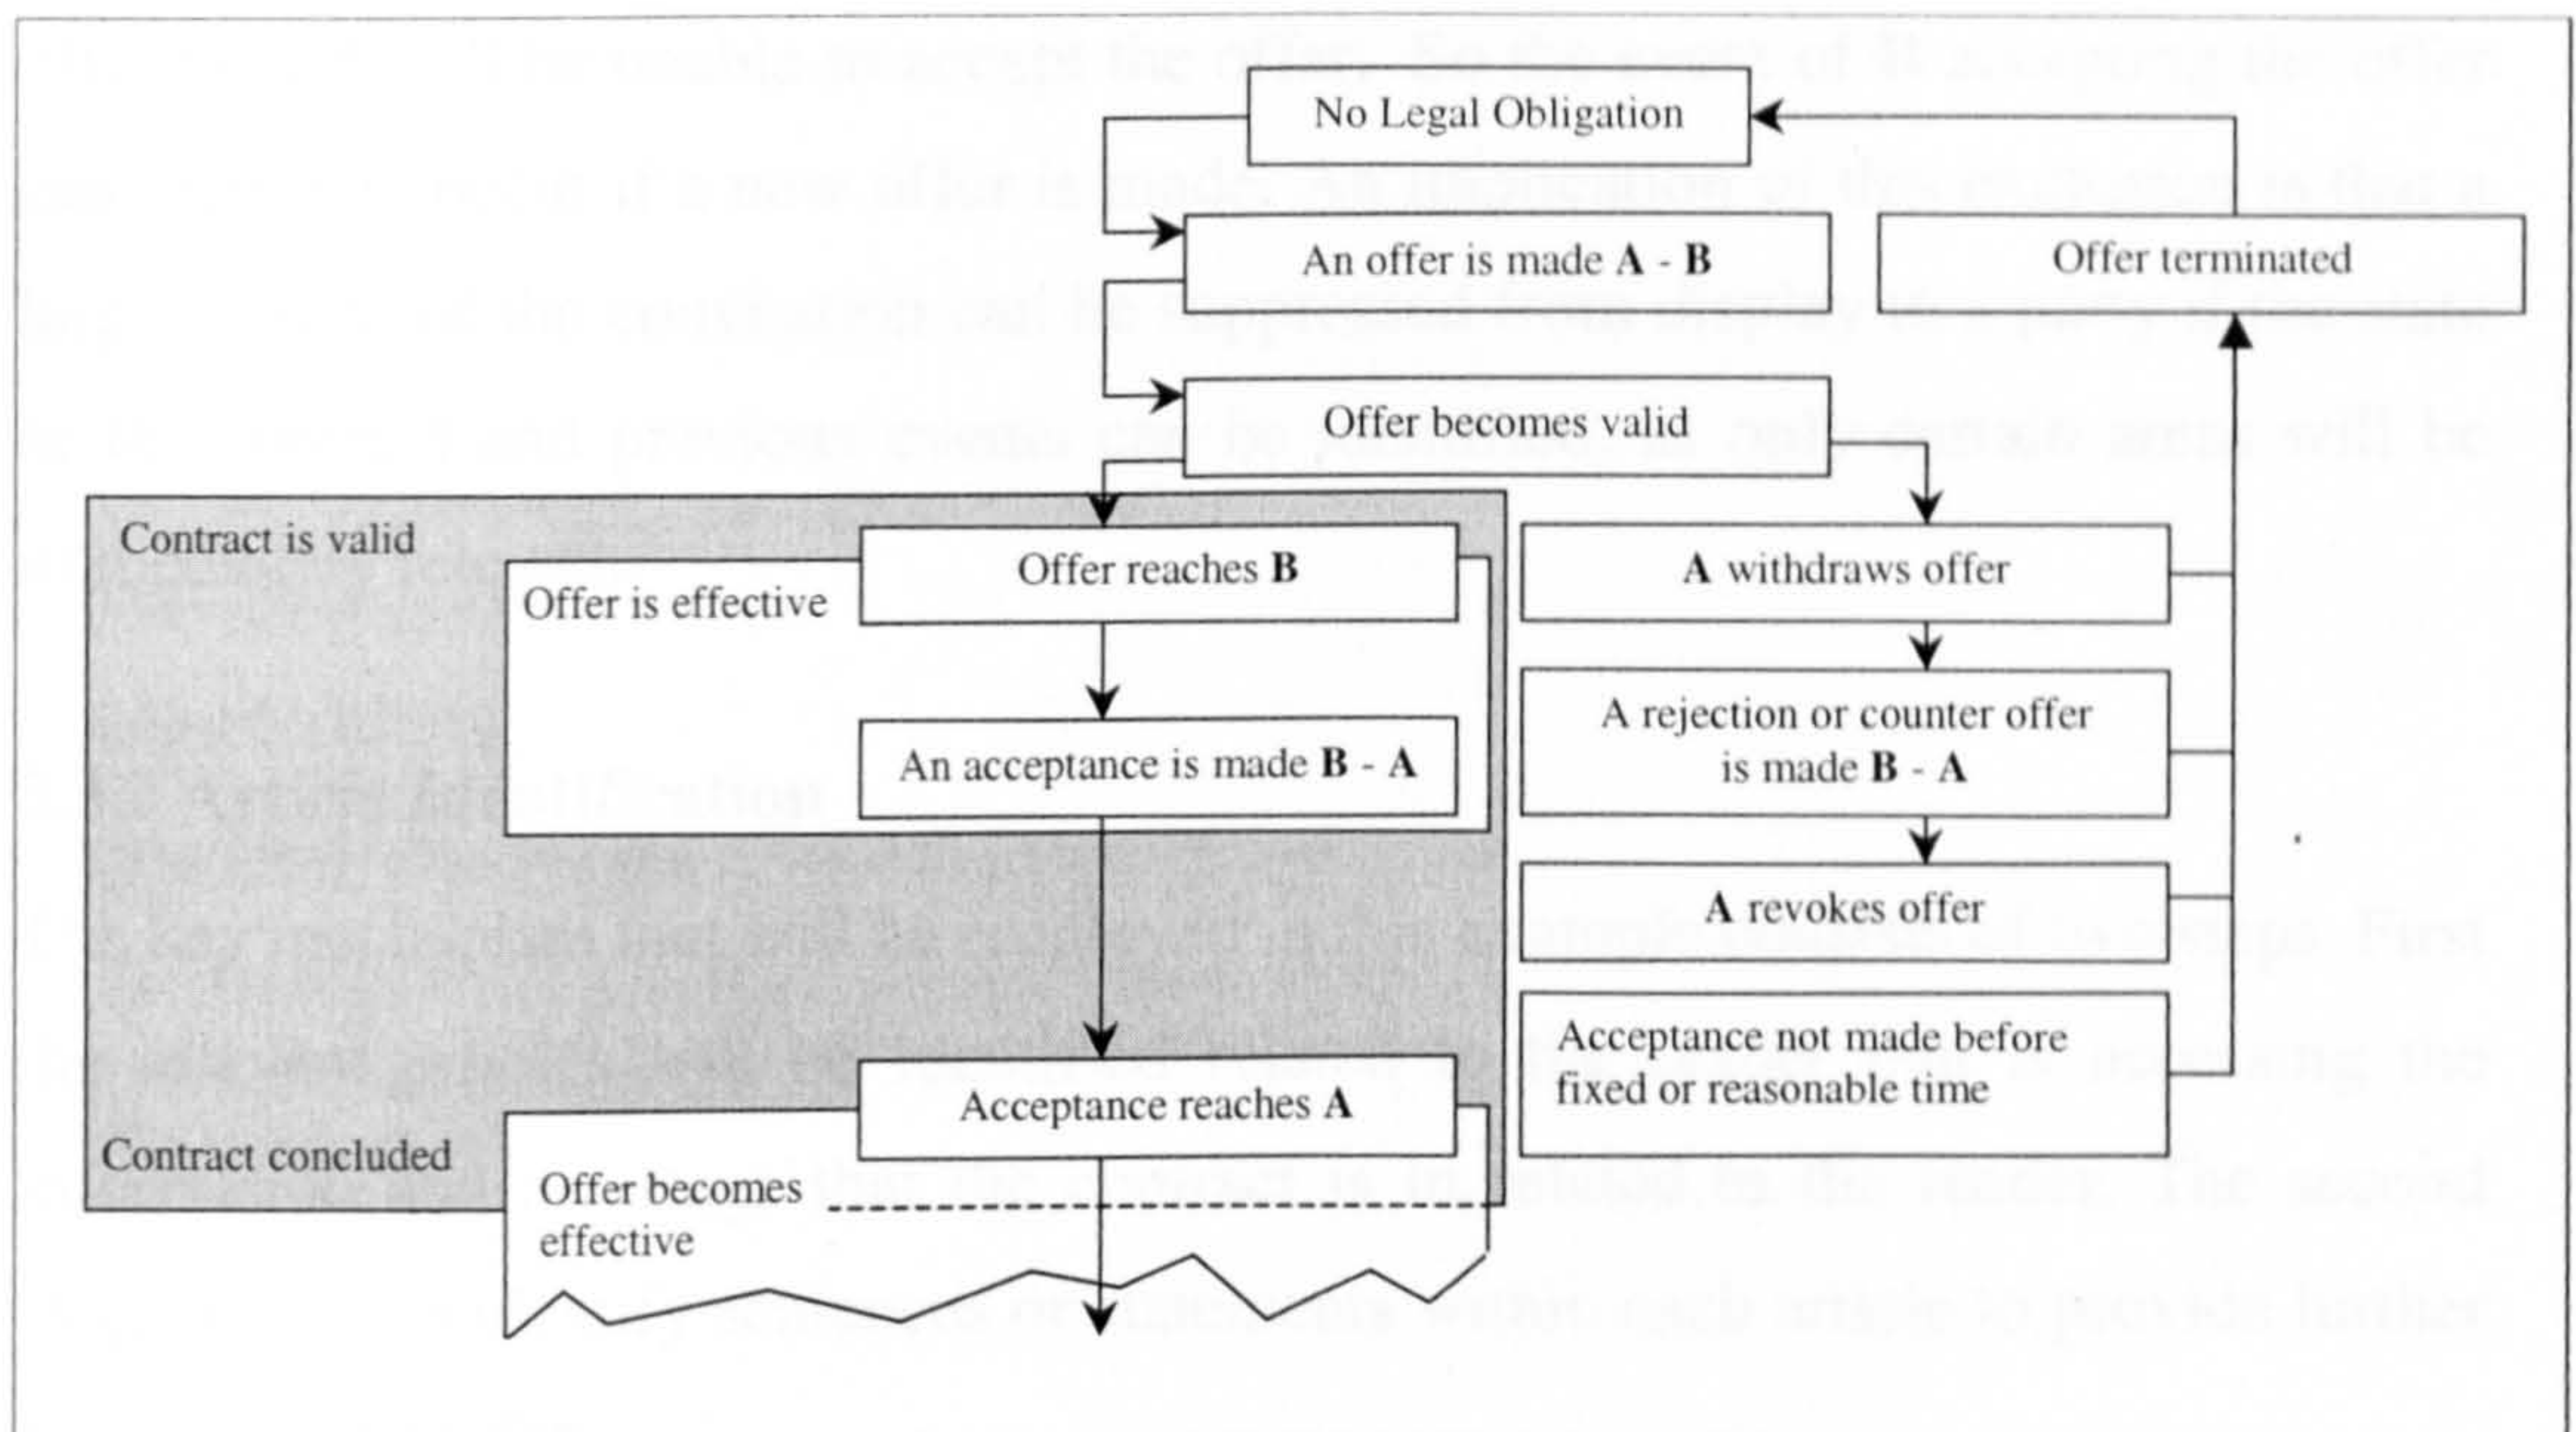 No Legal Obligation
An offer is made A - B
Offer terminated
Offer becomes valid
Contract is valid
Offer reaches B
A withdraws offer
Offer is effective
A rejection or counter offer
is made B - A
An acceptance is made B - A
A revokes offer
Acceptance not made before
fixed or reasonable time
Acceptance reaches A
Contract concluded
Offer becomes
effective